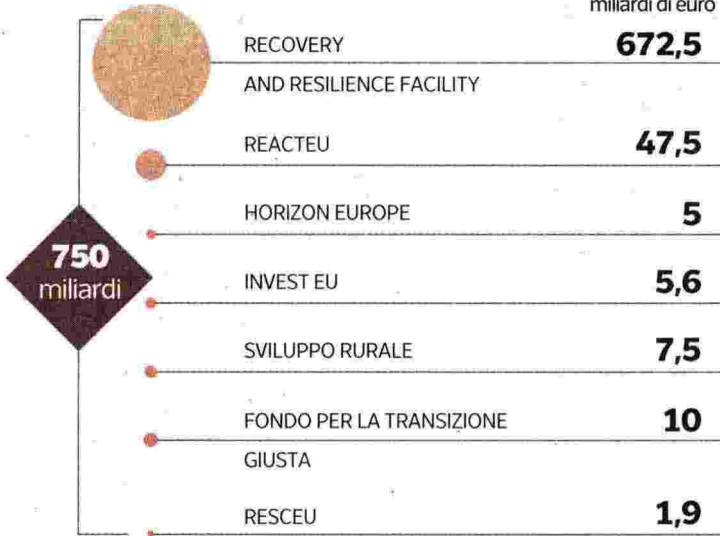 miliardi di euro
RECOVERY 672,5
AND RESILIENCE FACILITY
REACTEU 47,5
HORIZON EUROPE 5
750
miliardi
INVEST EU 5,6
SVILUPPO RURALE 7,5
FONDO PER LA TRANSIZIONE 10
GIUSTA
RESCEU 1,9